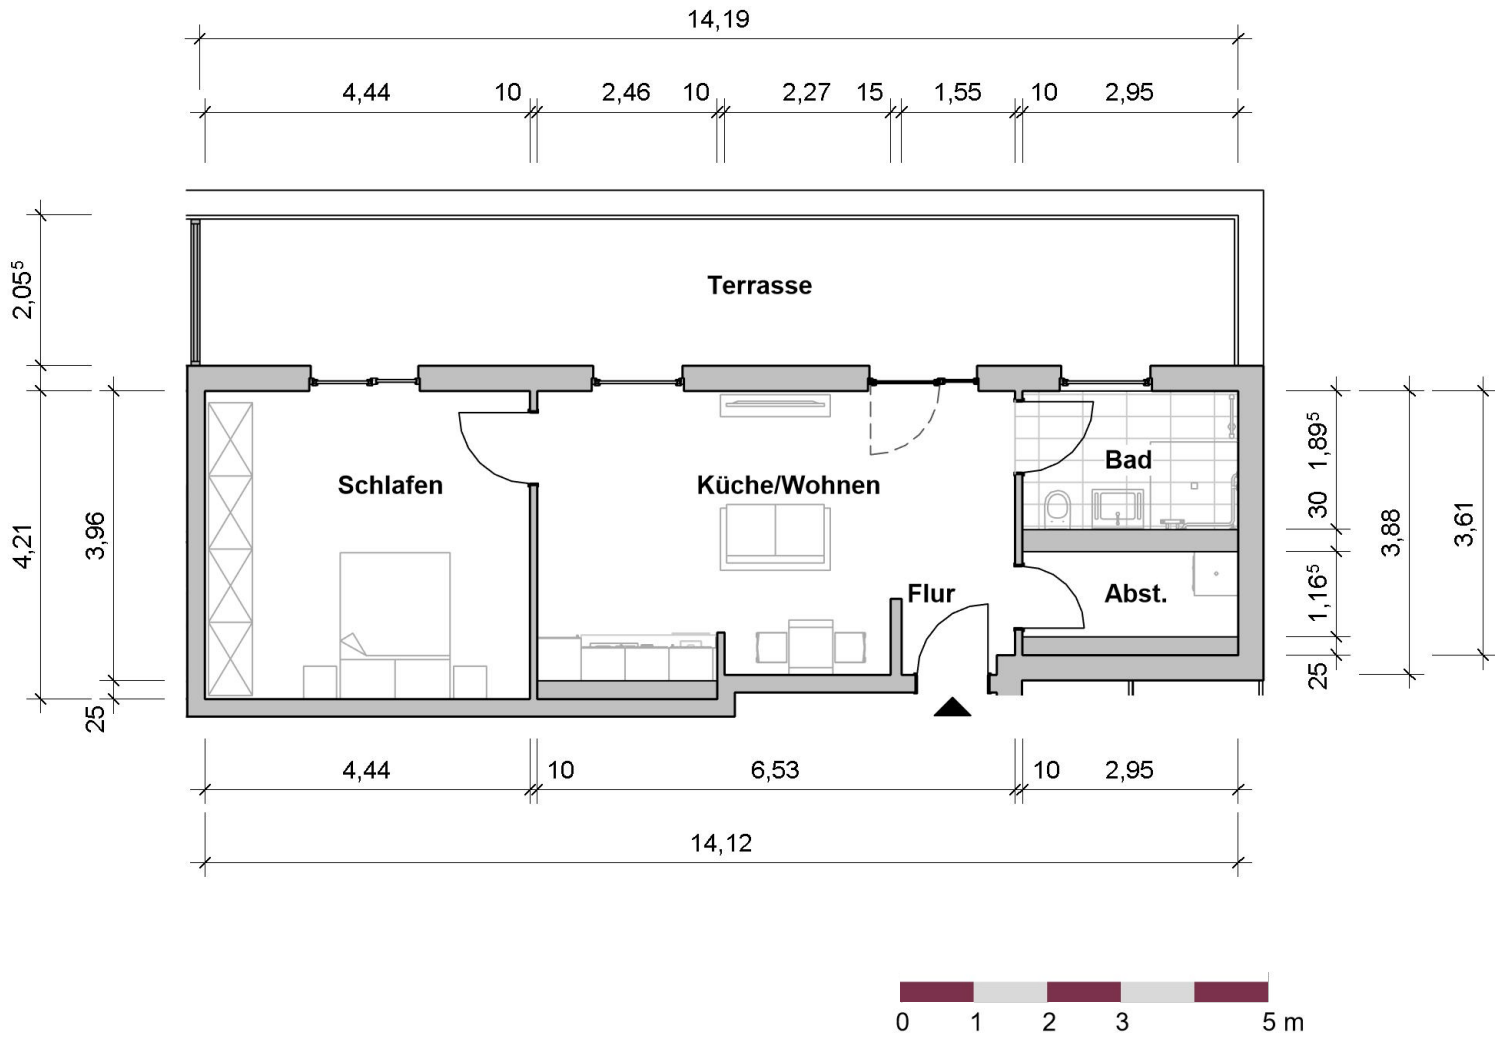 14,19
4,44 10 2,46 10 2,27 15 1,55 10 2,95
2,05⁵
Terrasse
Schlafen
Küche/Wohnen
Bad
Flur
Abst.
4,21
3,96
25
1,89⁵
30
1,16⁵
25
3,88
3,61
4,44 10 6,53 10 2,95
14,12
0 1 2 3 5 m